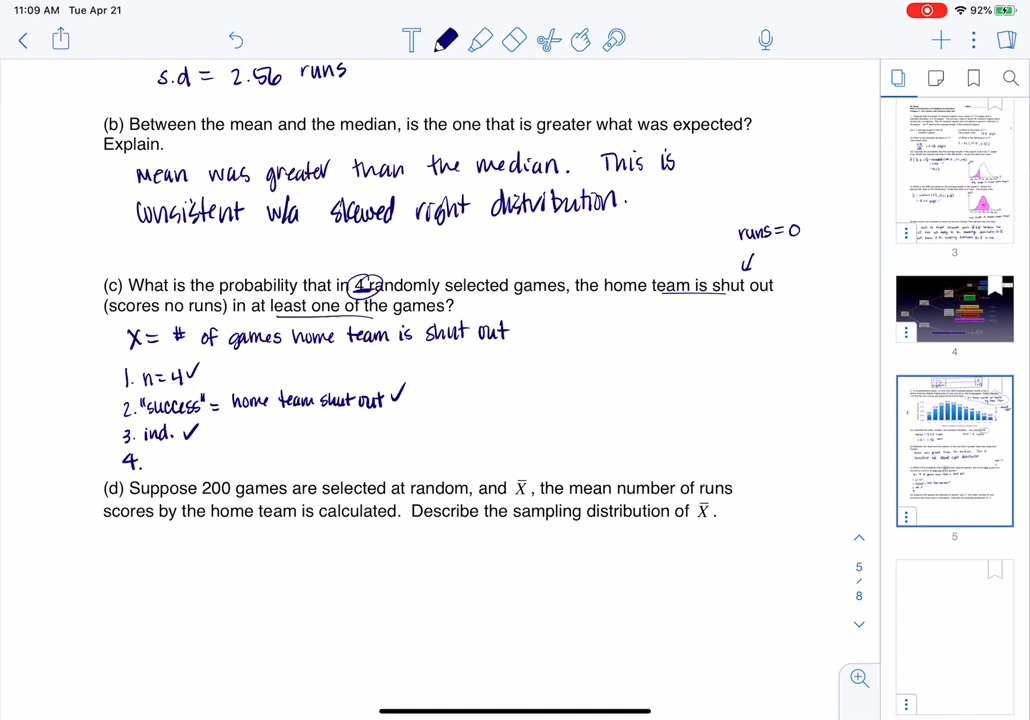 11:09 AM Tue Apr 21
92%
T
s.d = 2.56 runs
(b) Between the mean and the median, is the one that is greater what was expected?
Explain.
Mean was greater than the median. This is
consistent w/a skewed right distribution.
runs=0
(c) What is the probability that in 4 randomly selected games, the home team is shut out
(scores no runs) in at least one of the games?
X = # of games home team is shut out
1. n=4 ✓
2. "success" = home team shut out ✓
3. ind. ✓
4.
(d) Suppose 200 games are selected at random, and X̅, the mean number of runs
scores by the home team is calculated. Describe the sampling distribution of X̅.
3
4
5
5
/
8